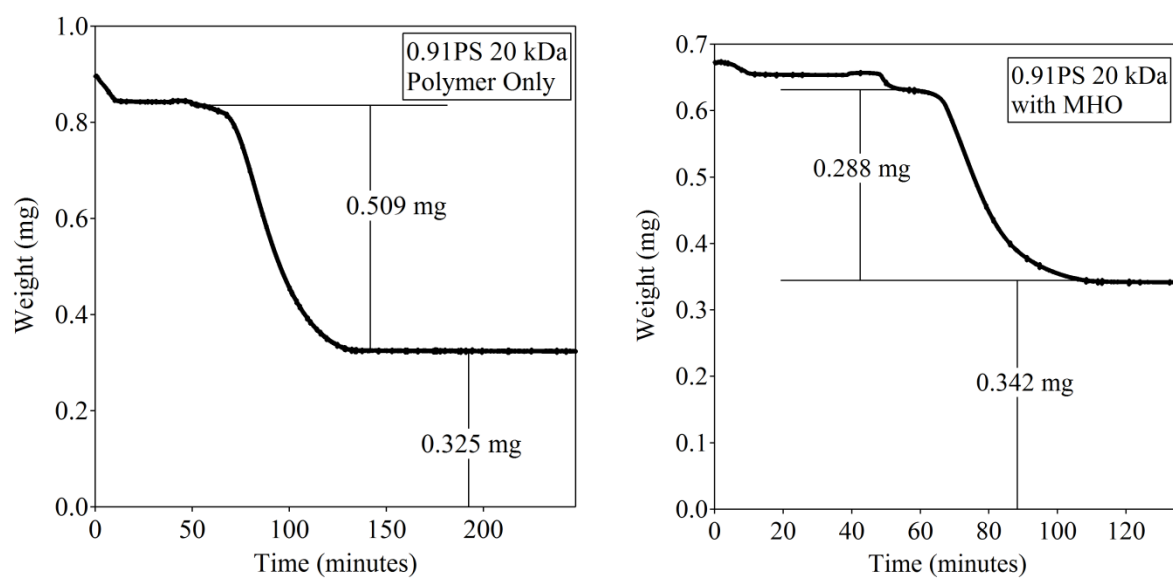 1.0
0.8
0.6
0.4
0.2
0.0
Weight (mg)
0.91PS 20 kDa
Polymer Only
0.509 mg
0.325 mg
0 50 100 150 200
Time (minutes)
0.7
0.6
0.5
0.4
0.3
0.2
0.1
0.0
Weight (mg)
0.91PS 20 kDa
with MHO
0.288 mg
0.342 mg
0 20 40 60 80 100 120
Time (minutes)